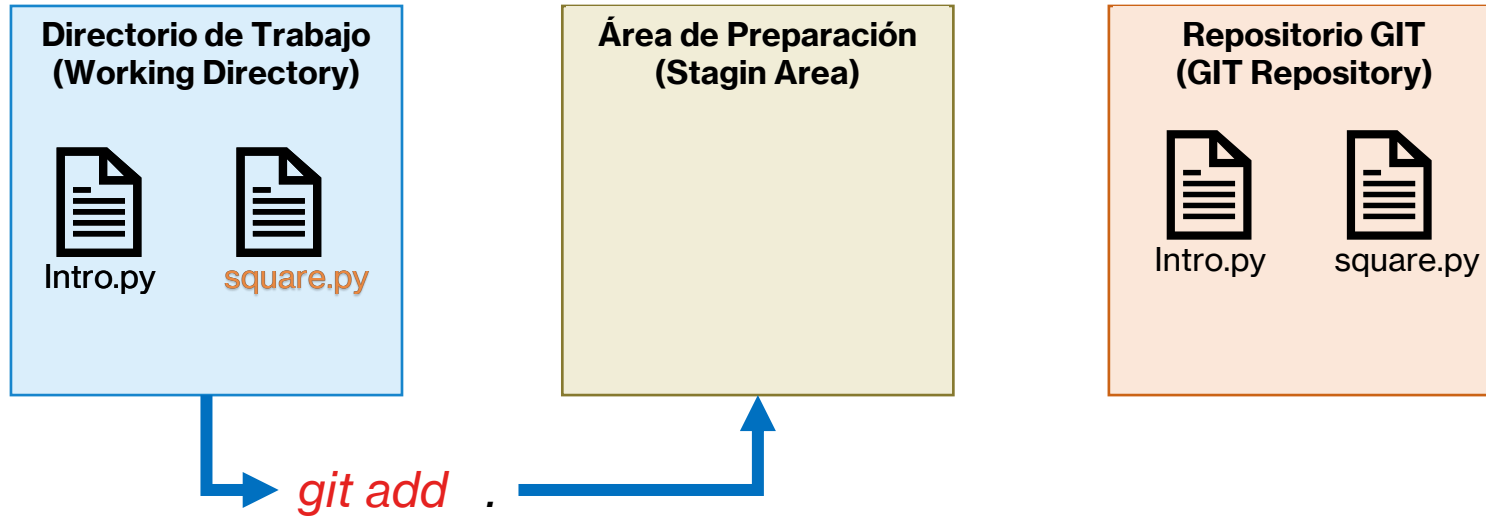 Directorio de Trabajo
(Working Directory)
Intro.py
square.py
Área de Preparación
(Stagin Area)
Repositorio GIT
(GIT Repository)
Intro.py
square.py
git add .